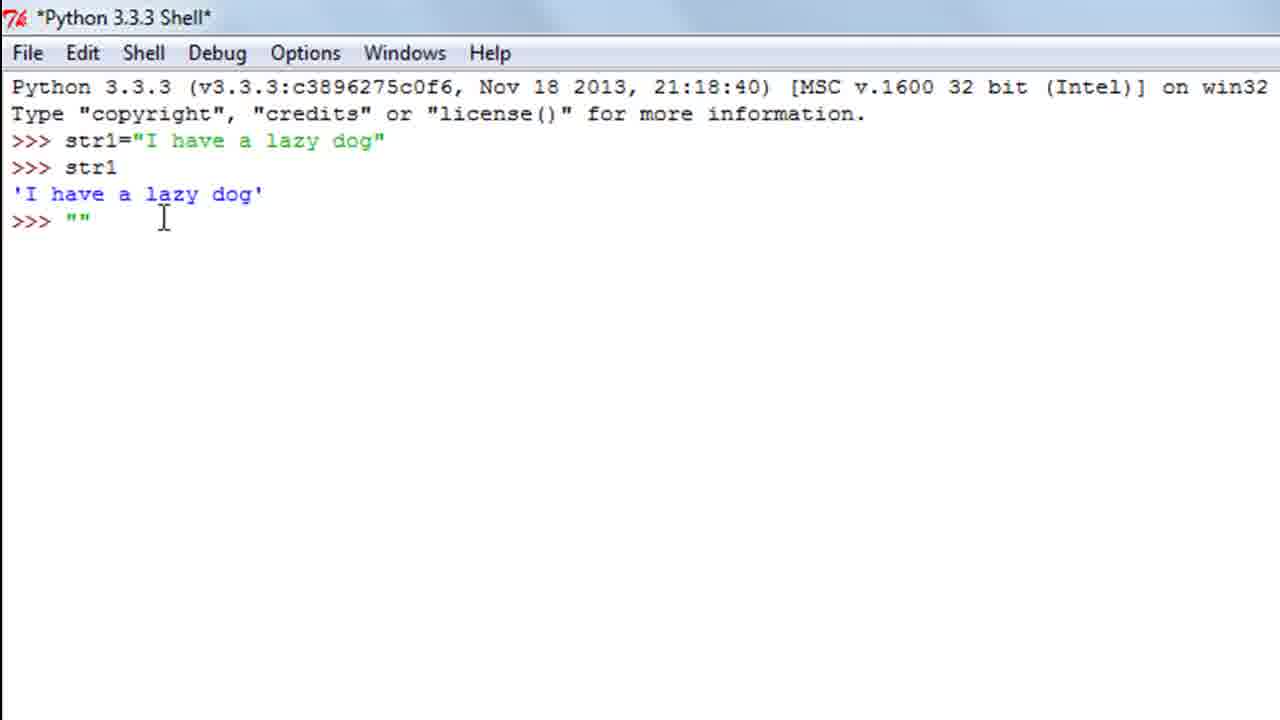 *Python 3.3.3 Shell*
File Edit Shell Debug Options Windows Help
Python 3.3.3 (v3.3.3:c3896275c0f6, Nov 18 2013, 21:18:40) [MSC v.1600 32 bit (Intel)] on win32
Type "copyright", "credits" or "license()" for more information.
>>> str1="I have a lazy dog"
>>> str1
'I have a lazy dog'
>>> ""